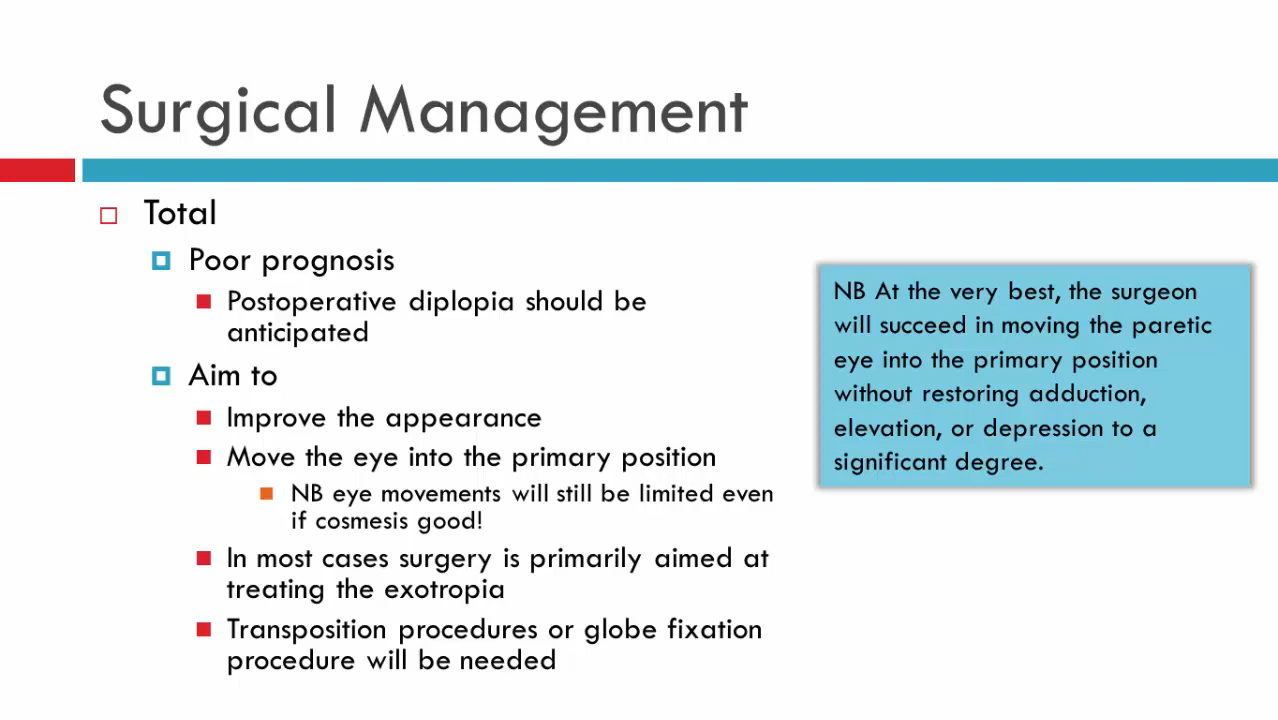 Surgical Management
Total
Poor prognosis
Postoperative diplopia should be
anticipated
Aim to
Improve the appearance
Move the eye into the primary position
NB eye movements will still be limited even
if cosmesis good!
In most cases surgery is primarily aimed at
treating the exotropia
Transposition procedures or globe fixation
procedure will be needed
NB At the very best, the surgeon
will succeed in moving the paretic
eye into the primary position
without restoring adduction,
elevation, or depression to a
significant degree.